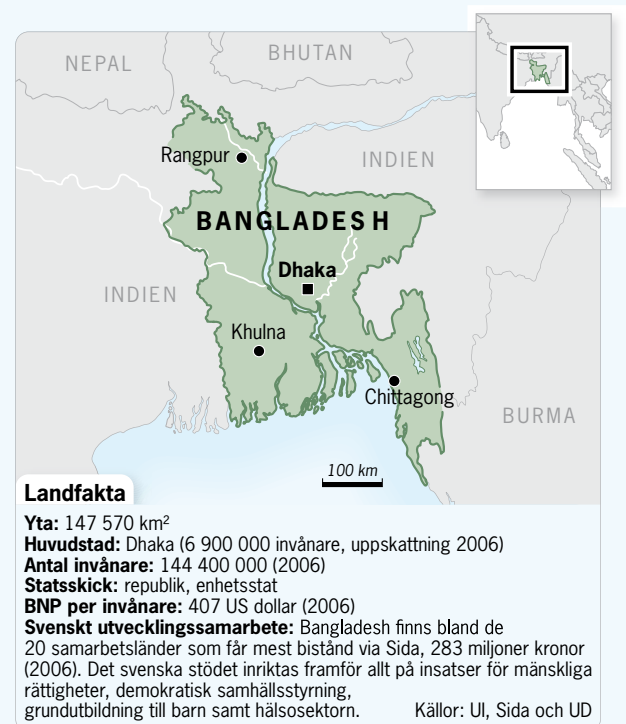 NEPAL
BHUTAN
Rangpur
INDIEN
BANGLADESH
Dhaka
INDIEN
Khulna
Chittagong
BURMA
100 km
Landfakta
Yta: 147 570 km²
Huvudstad: Dhaka (6 900 000 invånare, uppskattning 2006)
Antal invånare: 144 400 000 (2006)
Statsskick: republik, enhetsstat
BNP per invånare: 407 US dollar (2006)
Svenskt utvecklingssamarbete: Bangladesh finns bland de
20 samarbetsländer som får mest bistånd via Sida, 283 miljoner kronor
(2006). Det svenska stödet inriktas framför allt på insatser för mänskliga
rättigheter, demokratisk samhällsstyrning,
grundutbildning till barn samt hälsosektorn. Källor: UI, Sida och UD